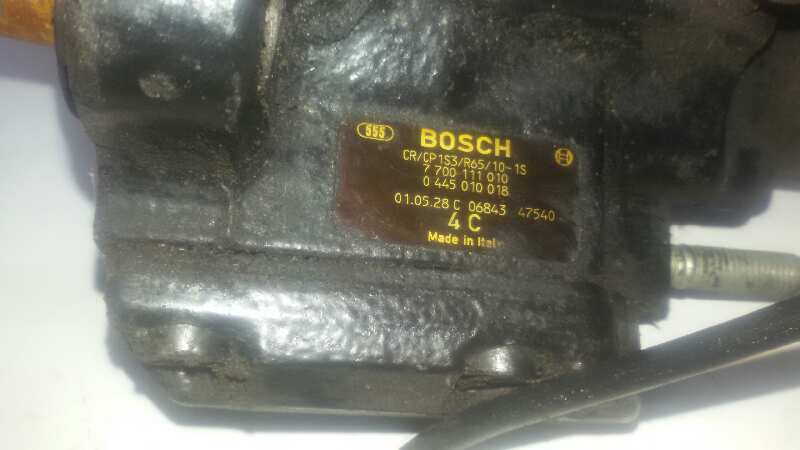 555 BOSCH
CR/CP1S3/R65/10-1S
7 700 111 010
0 445 010 018
01.05.28 C 06843 47540
4 C
Made in Italy